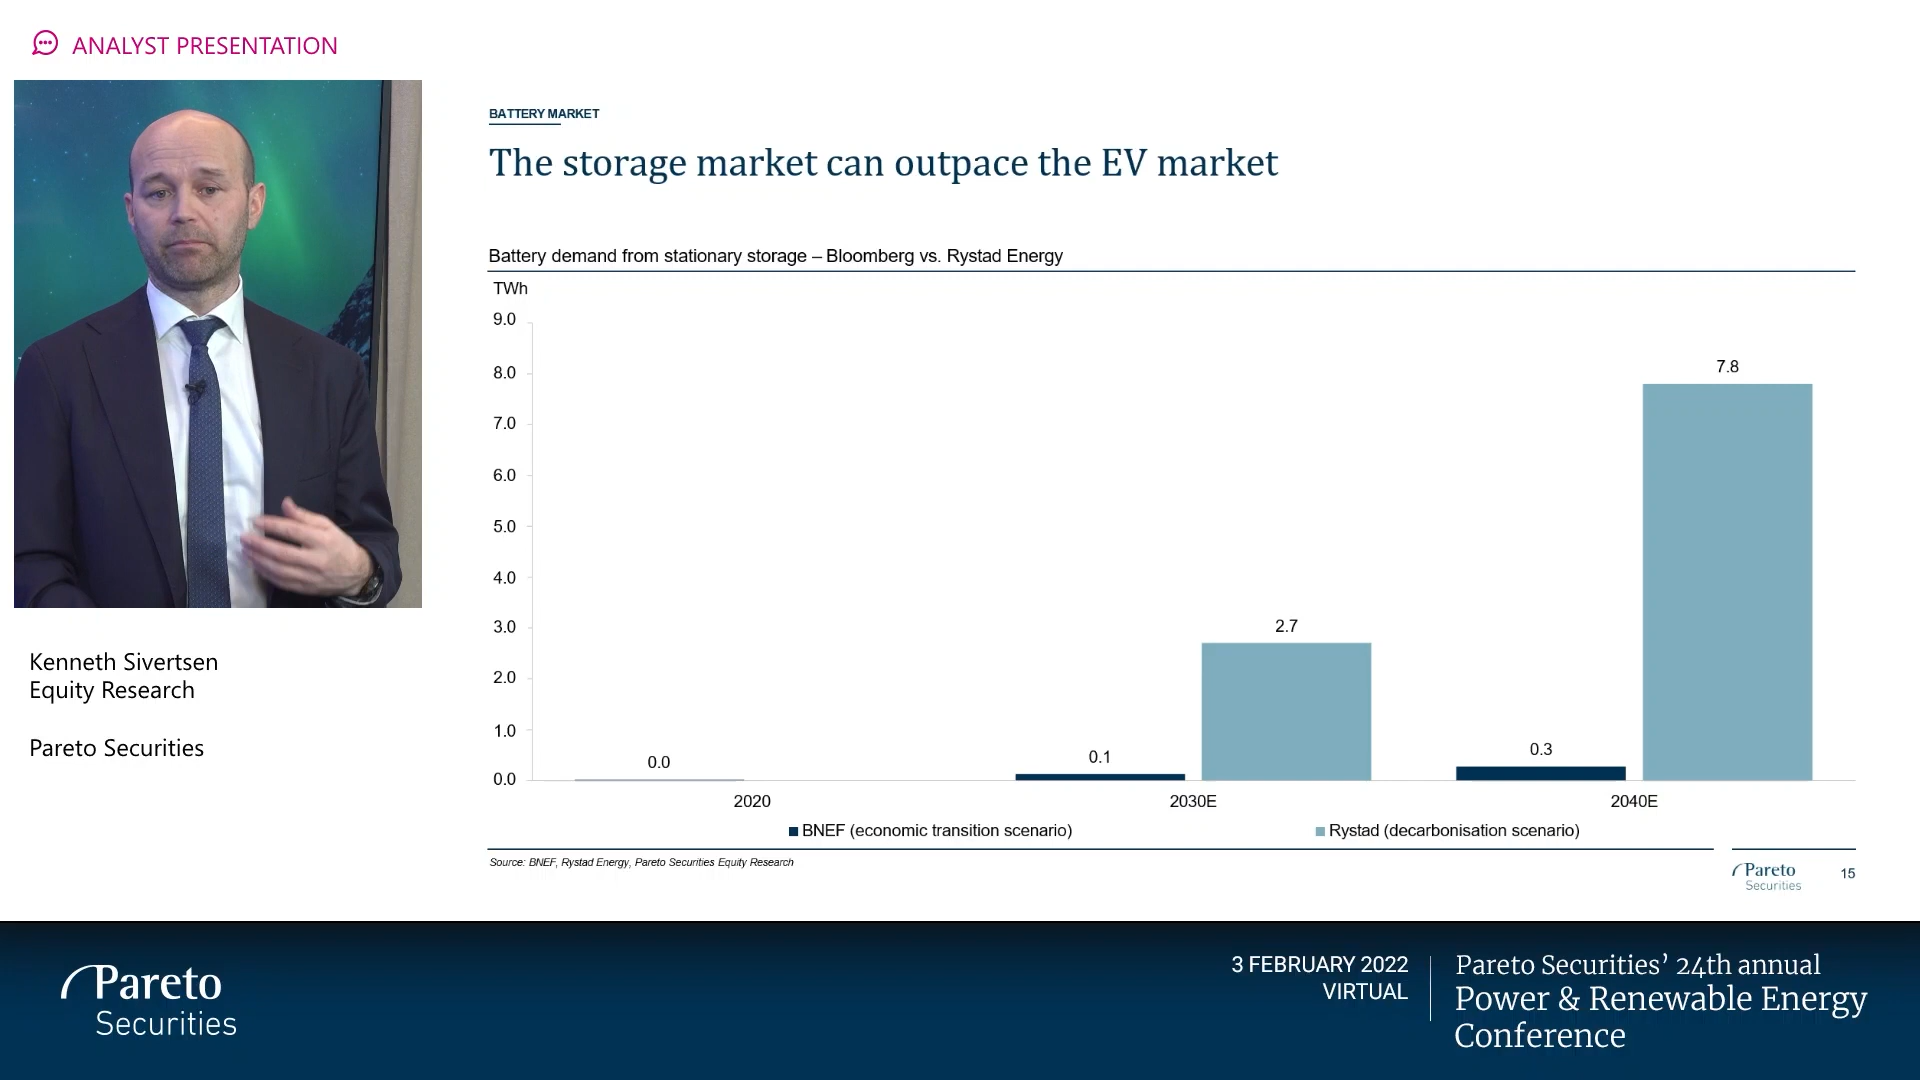 ANALYST PRESENTATION
BATTERY MARKET
The storage market can outpace the EV market
Battery demand from stationary storage – Bloomberg vs. Rystad Energy
TWh
9.0
8.0
7.0
6.0
5.0
4.0
3.0
2.0
1.0
0.0
0.0
0.1
2.7
0.3
7.8
2020
2030E
2040E
BNEF (economic transition scenario)
Rystad (decarbonisation scenario)
Source: BNEF, Rystad Energy, Pareto Securities Equity Research
Pareto
Securities
15
Kenneth Sivertsen
Equity Research
Pareto Securities
Pareto
Securities
3 FEBRUARY 2022
VIRTUAL
Pareto Securities’ 24th annual
Power & Renewable Energy
Conference